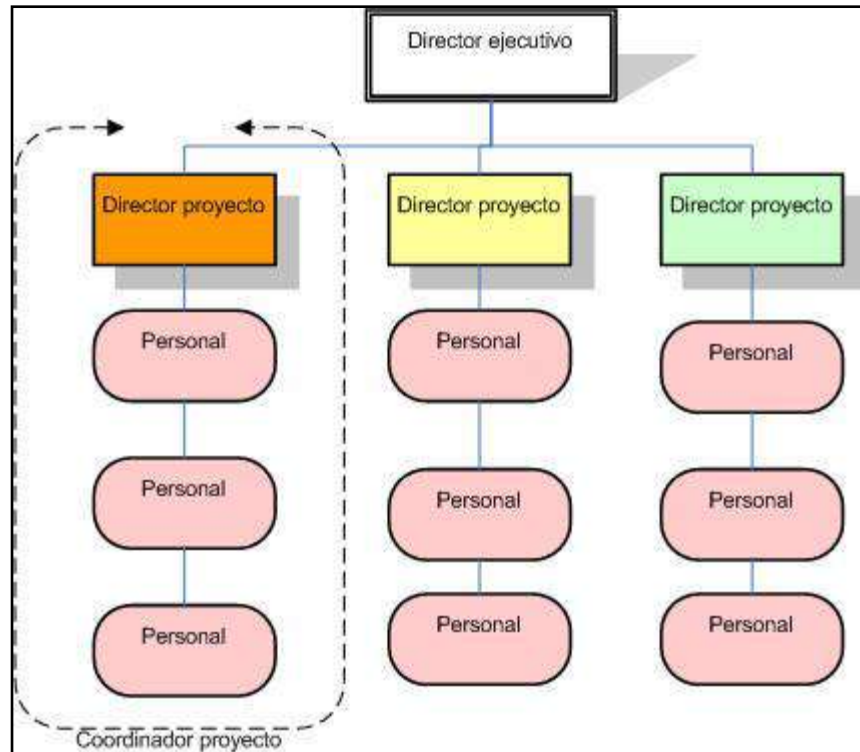 Director ejecutivo
Director proyecto
Director proyecto
Director proyecto
Personal
Personal
Personal
Personal
Personal
Personal
Personal
Personal
Personal
Coordinador proyecto